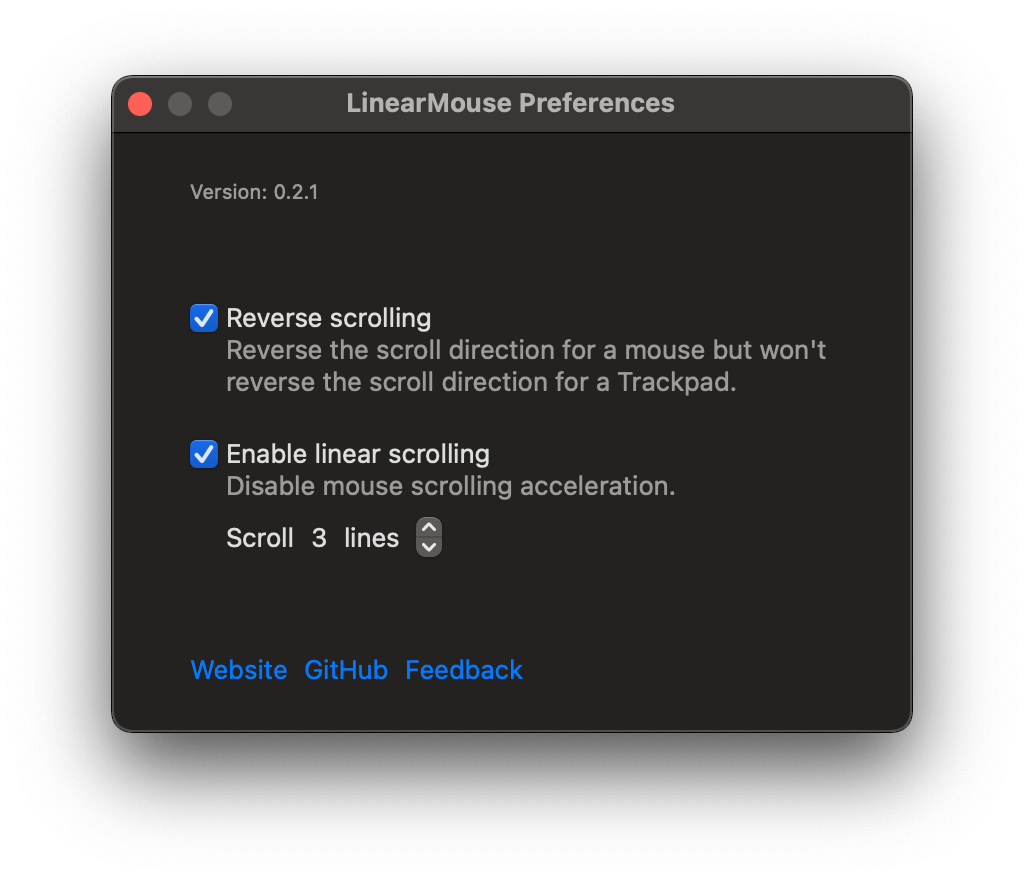 LinearMouse Preferences
Version: 0.2.1
Reverse scrolling
Reverse the scroll direction for a mouse but won't
reverse the scroll direction for a Trackpad.
Enable linear scrolling
Disable mouse scrolling acceleration.
Scroll 3 lines
Website GitHub Feedback